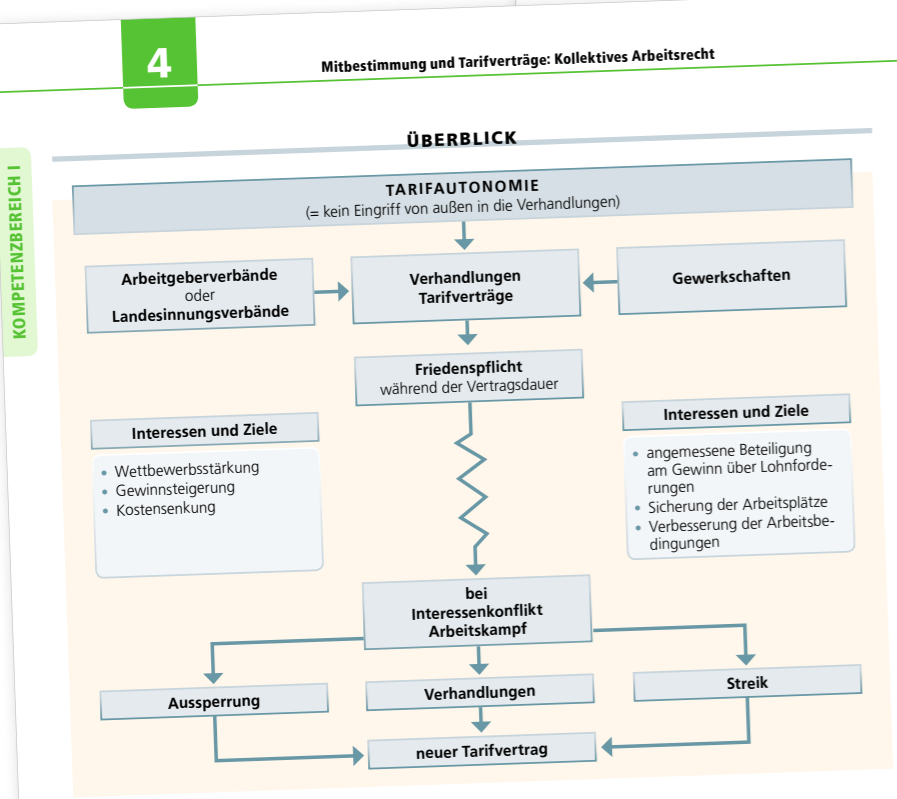 4
Mitbestimmung und Tarifverträge: Kollektives Arbeitsrecht
KOMPETENZBEREICH I
ÜBERBLICK
TARIFAUTONOMIE
(= kein Eingriff von außen in die Verhandlungen)
Arbeitgeberverbände
oder
Landesinnungsverbände
Verhandlungen
Tarifverträge
Gewerkschaften
Friedenspflicht
während der Vertragsdauer
Interessen und Ziele
• Wettbewerbsstärkung
• Gewinnsteigerung
• Kostensenkung
Interessen und Ziele
• angemessene Beteiligung
am Gewinn über Lohnforde-
rungen
• Sicherung der Arbeitsplätze
• Verbesserung der Arbeitsbe-
dingungen
bei
Interessenkonflikt
Arbeitskampf
Aussperrung
Verhandlungen
Streik
neuer Tarifvertrag